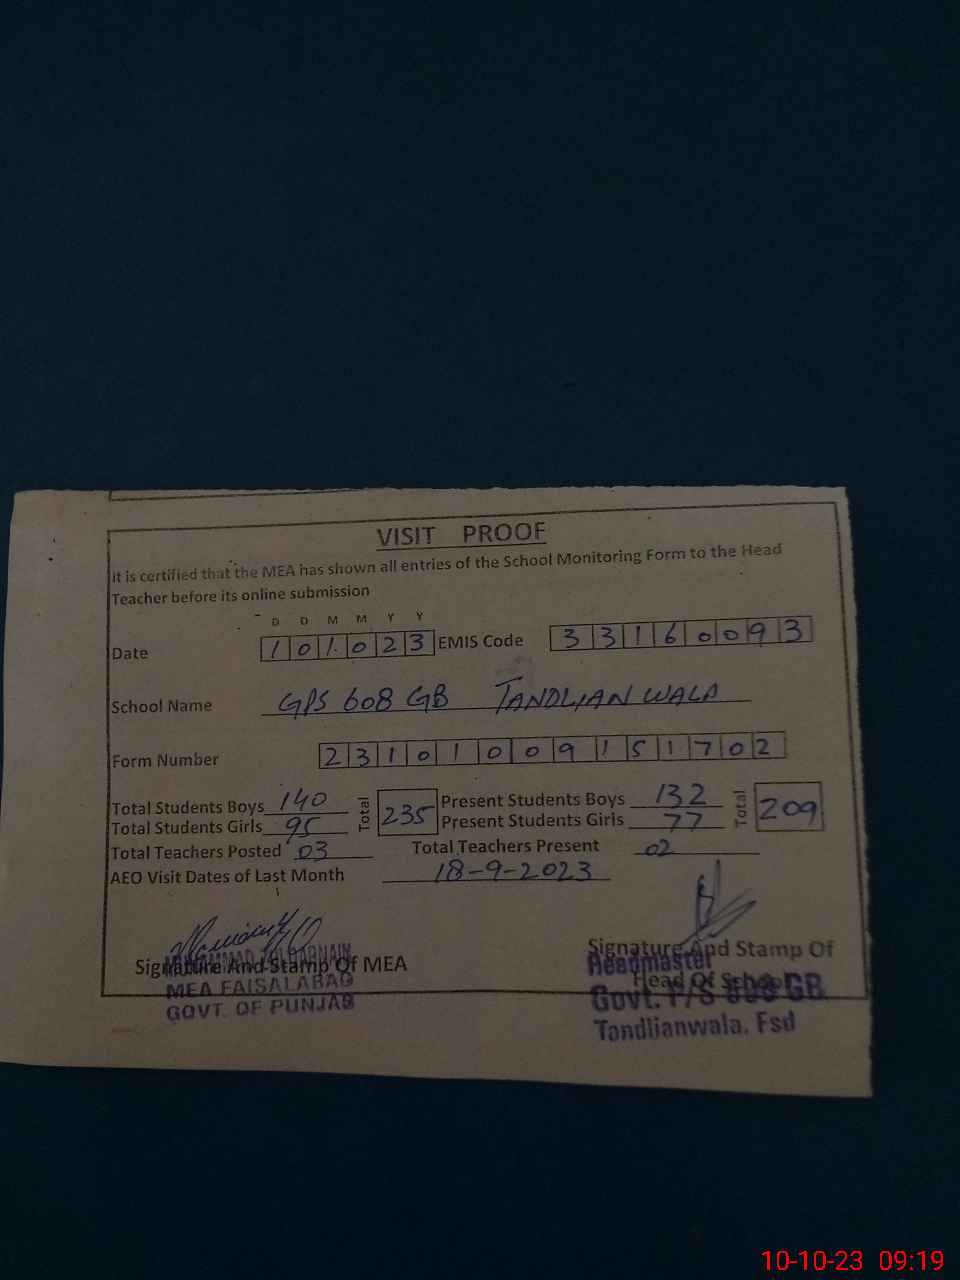 VISIT PROOF
It is certified that the MEA has shown all entries of the School Monitoring Form to the Head
Teacher before its online submission
D D M M Y Y
Date 1 0 1 0 2 3 EMIS Code 3 3 1 6 0 0 9 3
School Name GPS 608 GB TANDLIANWALA
Form Number 2 3 1 0 1 0 0 9 1 5 1 7 0 2
Total Students Boys 140 Total 235 Present Students Boys 132 Total 209
Total Students Girls 95 Present Students Girls 77
Total Teachers Posted 03 Total Teachers Present 02
AEO Visit Dates of Last Month 18-9-2023
Signature And Stamp Of MEA
MUHAMMAD
MEA FAISALABAD
GOVT. OF PUNJAB
Signature And Stamp Of
Headmaster
Head Of School
Govt. P/S 608 GB
Tandlianwala. Fsd
10-10-23 09:19